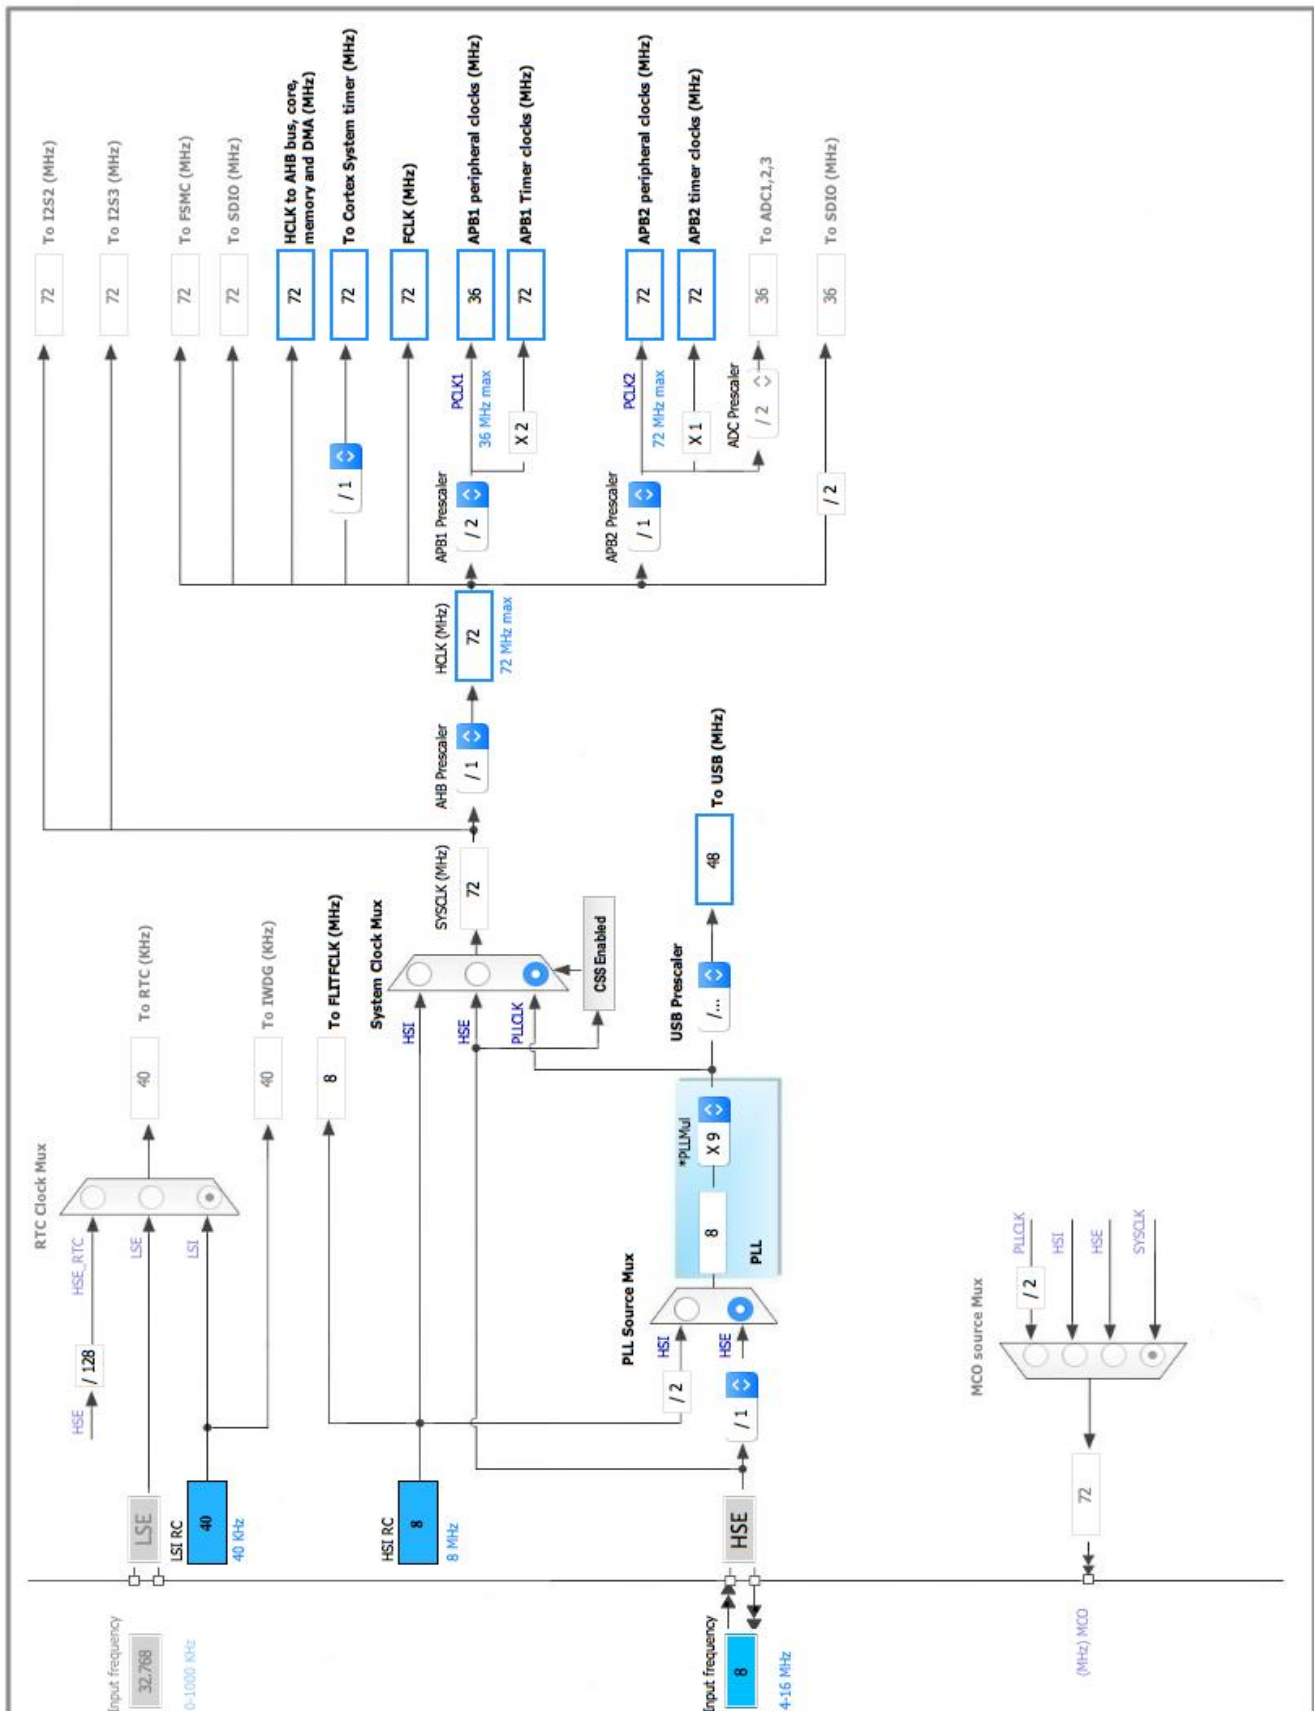 To I2S2 (MHz)
72
RTC Clock Mux
To I2S3 (MHz)
72
HSE
/ 128
HSE_RTC
Input frequency
32.768
0-1000 KHz
LSE
LSE
40
To RTC (KHz)
72
To FSMC (MHz)
LSI RC
40
40 KHz
LSI
72
To SDIO (MHz)
40
To IWDG (KHz)
72
HCLK to AHB bus, core,
memory and DMA (MHz)
8
To FLITFCLK (MHz)
/ 1
72
To Cortex System timer (MHz)
System Clock Mux
HSI RC
8
8 MHz
HSI
72
FCLK (MHz)
SYSCLK (MHz)
AHB Prescaler
HCLK (MHz)
APB1 Prescaler
PCLK1
HSE
72
/ 1
72
72 MHz max
/ 2
36 MHz max
36
APB1 peripheral clocks (MHz)
PLLCLK
X 2
72
APB1 Timer clocks (MHz)
CSS Enabled
PLL Source Mux
HSI
/ 2
APB2 Prescaler
PCLK2
/ 1
72 MHz max
72
APB2 peripheral clocks (MHz)
*PLLMul
USB Prescaler
X 1
72
APB2 timer clocks (MHz)
Input frequency
8
4-16 MHz
HSE
/ 1
HSE
8
X 9
PLL
/...
48
To USB (MHz)
ADC Prescaler
/ 2
36
To ADC1,2,3
/ 2
36
To SDIO (MHz)
MCO source Mux
/ 2
PLLCLK
HSI
(MHz) MCO
72
HSE
SYSCLK